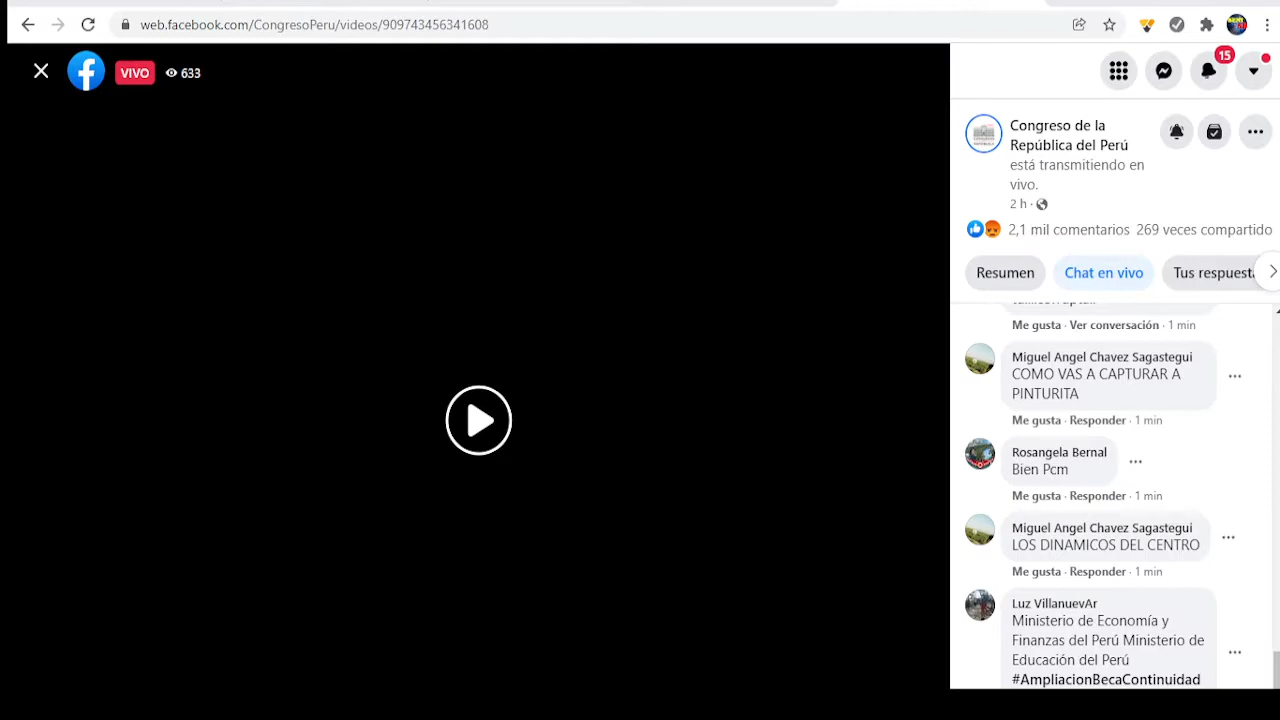 web.facebook.com/CongresoPeru/videos/909743456341608
VIVO
633
15
Congreso de la
República del Perú
está transmitiendo en
vivo.
2 h ·
2,1 mil comentarios 269 veces compartido
Resumen
Chat en vivo
Tus respuesta
Me gusta · Ver conversación · 1 min
Miguel Angel Chavez Sagastegui
COMO VAS A CAPTURAR A
PINTURITA
Me gusta · Responder · 1 min
Rosangela Bernal
Bien Pcm
Me gusta · Responder · 1 min
Miguel Angel Chavez Sagastegui
LOS DINAMICOS DEL CENTRO
Me gusta · Responder · 1 min
Luz VillanuevAr
Ministerio de Economía y
Finanzas del Perú Ministerio de
Educación del Perú
#AmpliacionBecaContinuidad